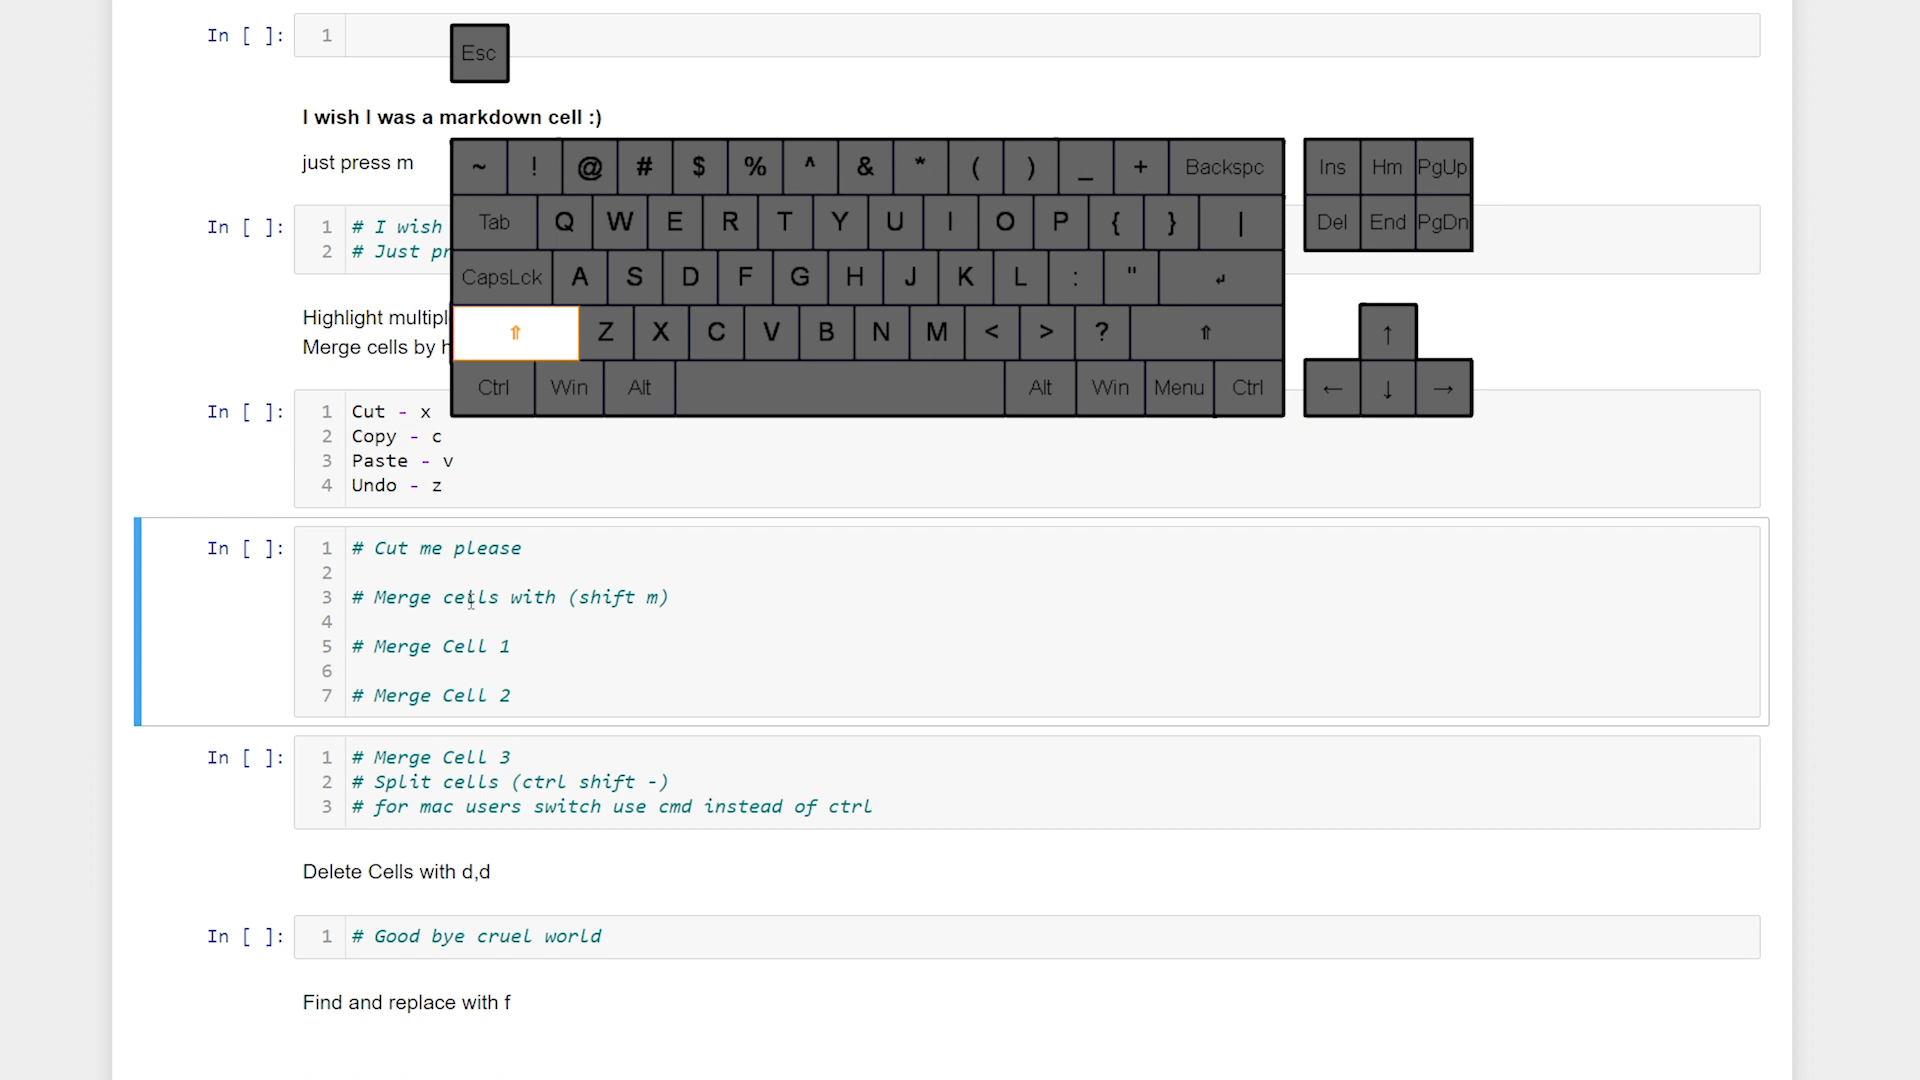 In [ ]: 1
Esc
I wish I was a markdown cell :)
just press m
~ ! @ # $ % ^ & * ( ) _ + Backspc Ins Hm PgUp
Tab Q W E R T Y U I O P { } | Del End PgDn
CapsLck A S D F G H J K L : " ↵
⇑ Z X C V B N M < > ? ⇑ ↑
Ctrl Win Alt Alt Win Menu Ctrl ← ↓ →
In [ ]: 1 # I wish
2 # Just
Highlight
Merge cells by
In [ ]: 1 Cut - x
2 Copy - c
3 Paste - v
4 Undo - z
In [ ]: 1 # Cut me please
2
3 # Merge cells with (shift m)
4
5 # Merge Cell 1
6
7 # Merge Cell 2
In [ ]: 1 # Merge Cell 3
2 # Split cells (ctrl shift -)
3 # for mac users switch use cmd instead of ctrl
Delete Cells with d,d
In [ ]: 1 # Good bye cruel world
Find and replace with f